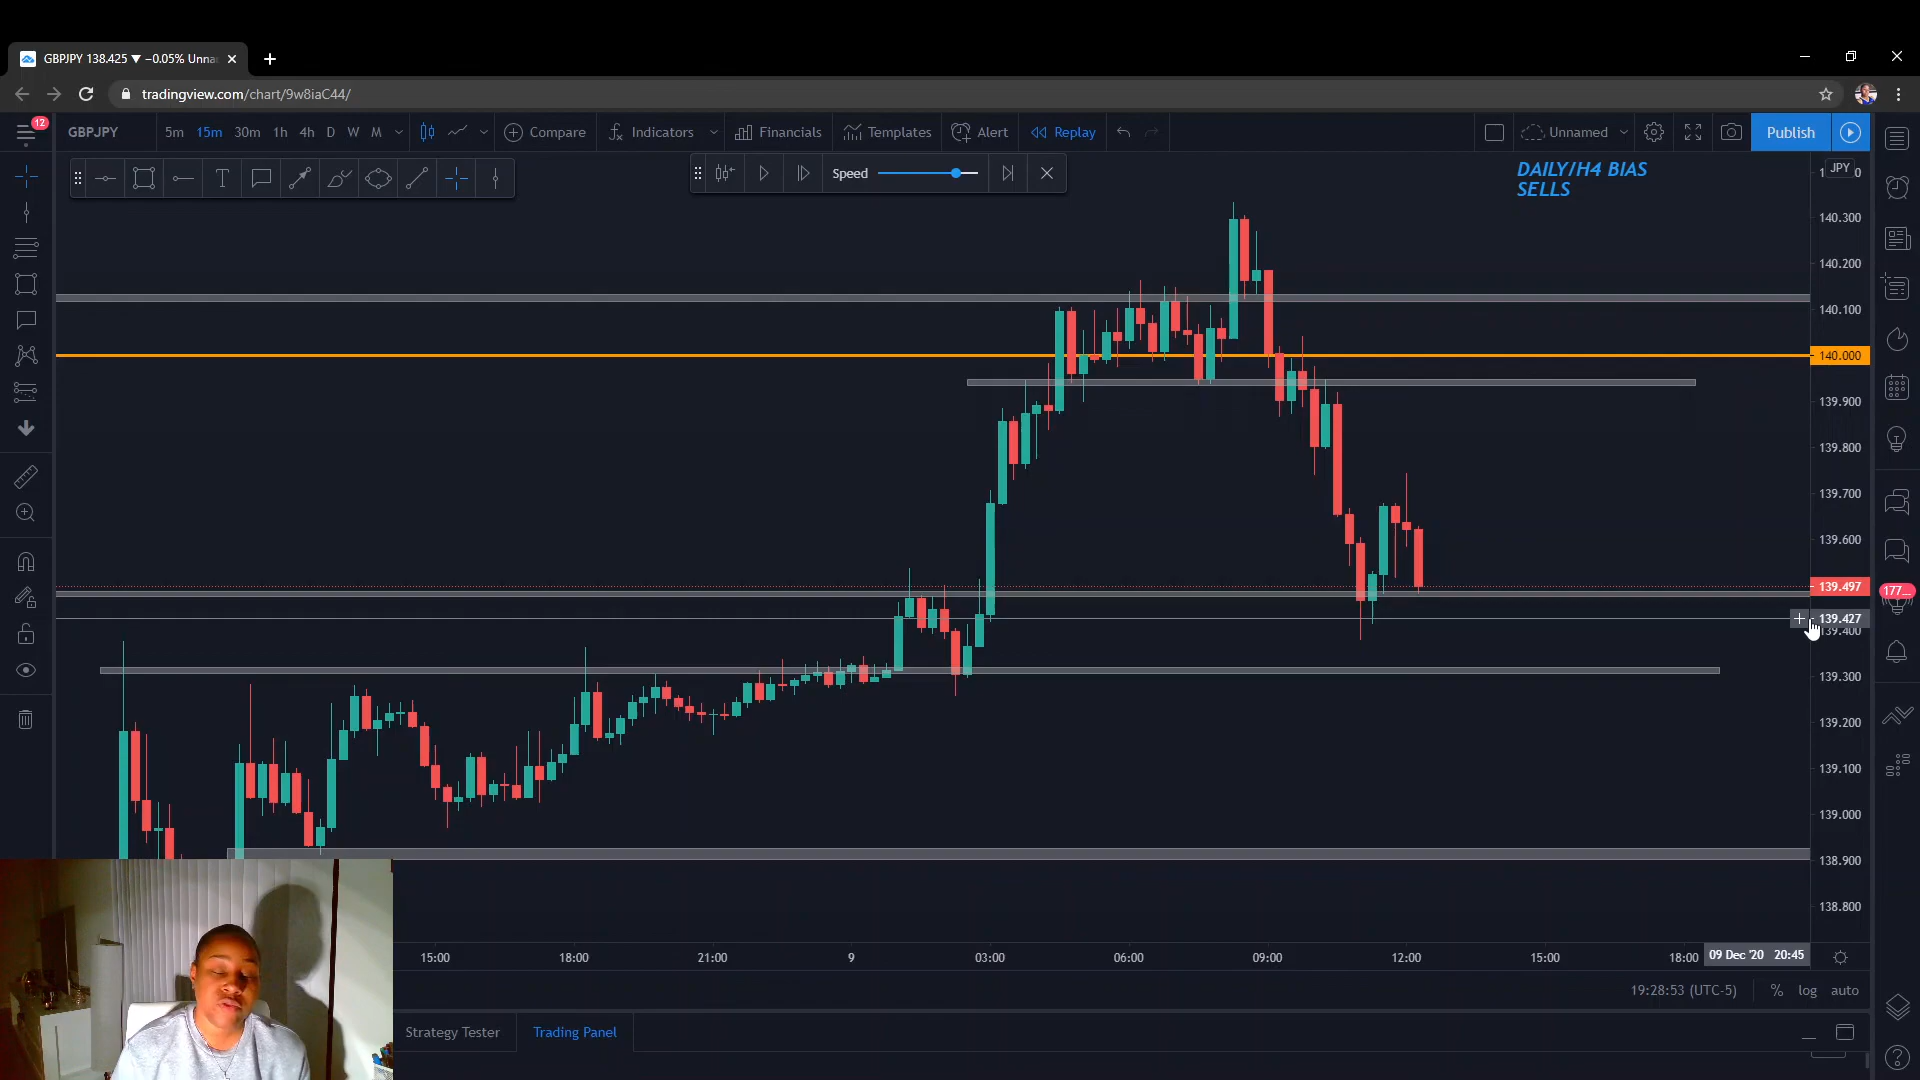 GBPJPY 138.425 ▼ −0.05% Unna
tradingview.com/chart/9w8iaC44/
12
GBPJPY 5m 15m 30m 1h 4h D W M Compare Indicators Financials Templates Alert Replay Unnamed Publish
Speed
DAILY/H4 BIAS
SELLS
JPY
140.300
140.200
140.100
140.000
139.900
139.800
139.700
139.600
139.497
139.427
139.400
139.300
139.200
139.100
139.000
138.900
138.800
177...
15:00 18:00 21:00 9 03:00 06:00 09:00 12:00 15:00 18:00 09 Dec '20 20:45
19:28:53 (UTC-5) % log auto
Strategy Tester Trading Panel